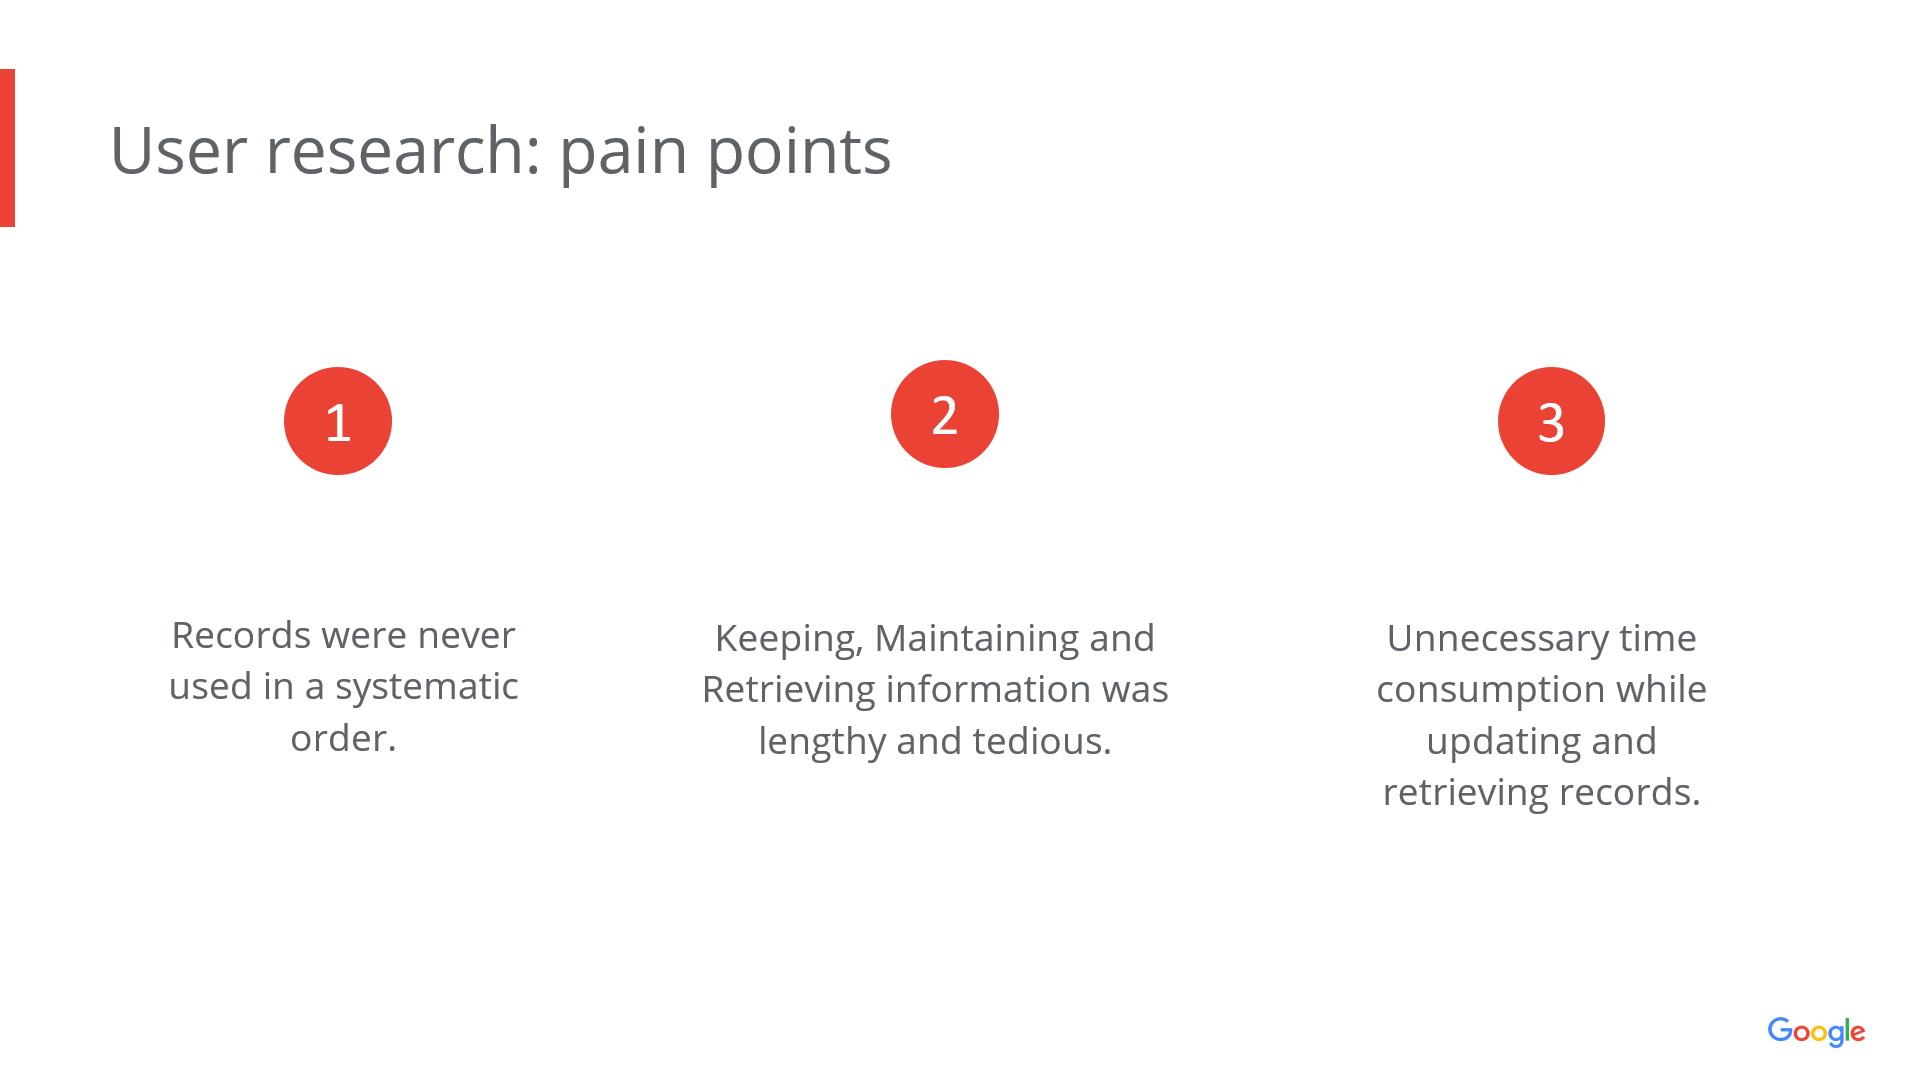 User research: pain points
1
Records were never
used in a systematic
order.
2
Keeping, Maintaining and
Retrieving information was
lengthy and tedious.
3
Unnecessary time
consumption while
updating and
retrieving records.
Google